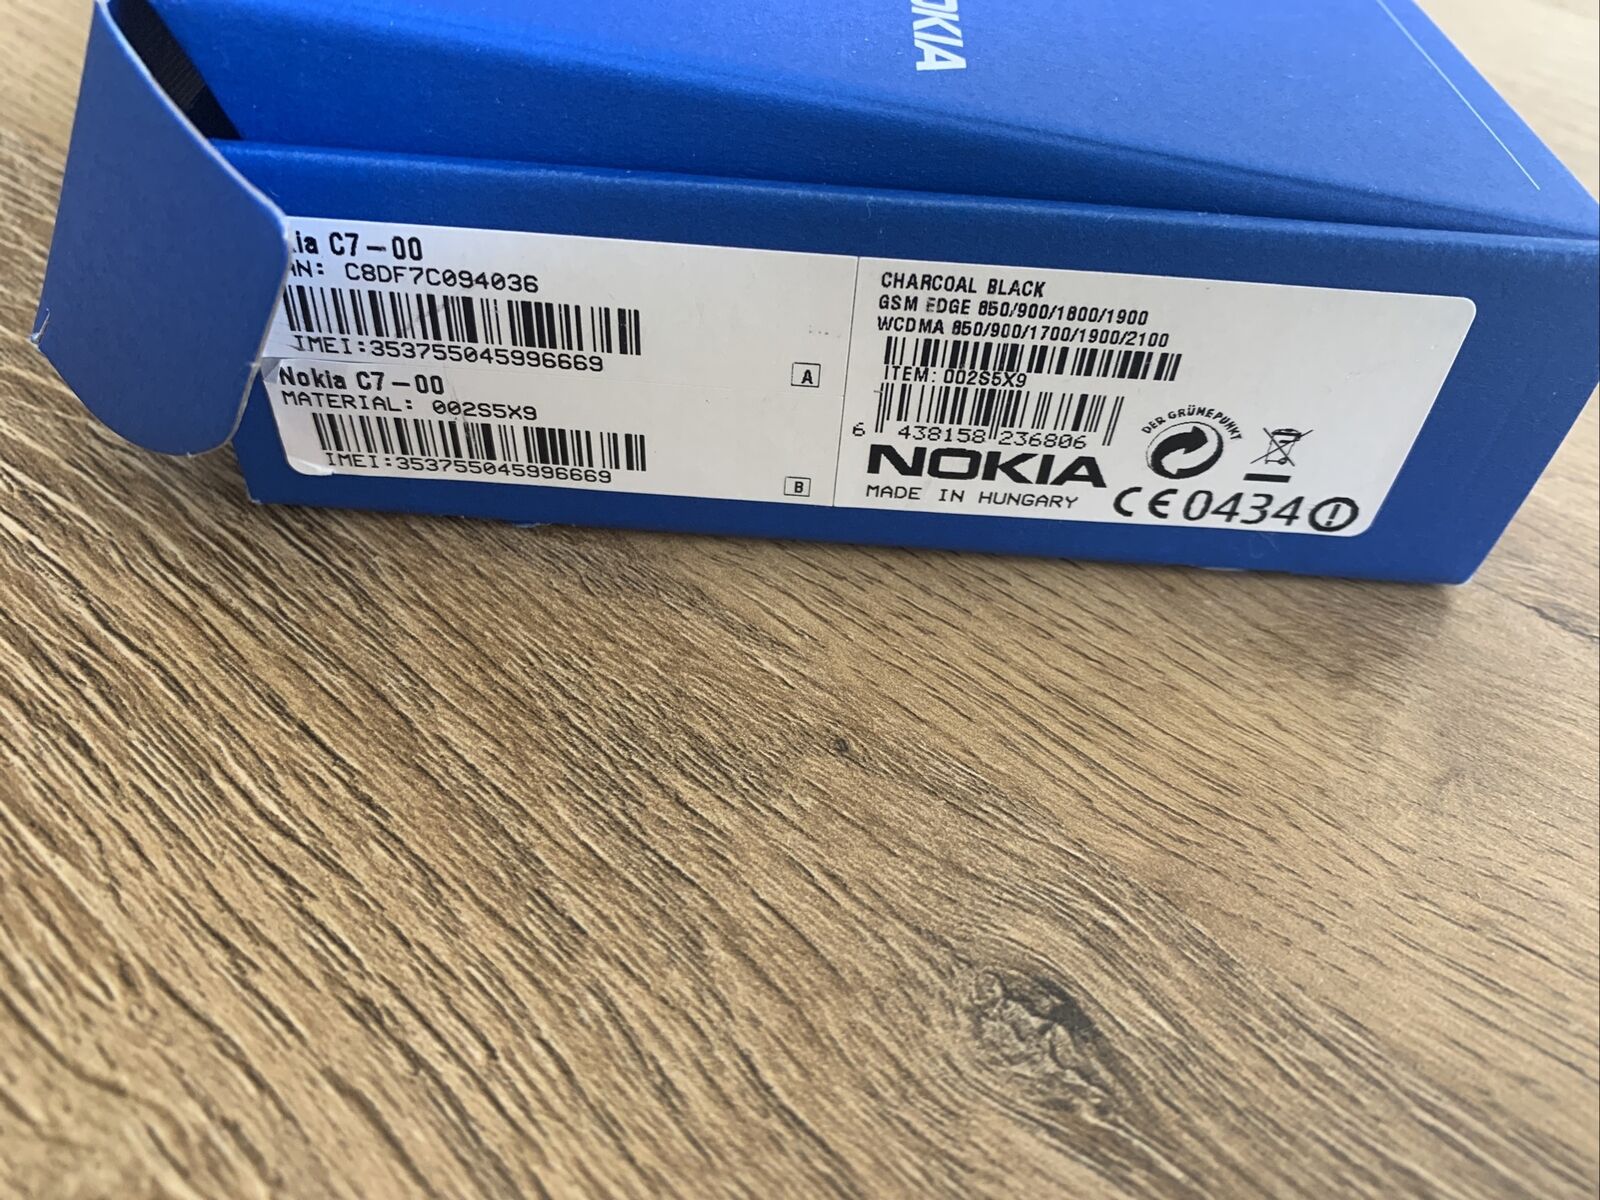 NOKIA
C7-00
C8DF7C094036
IMEI:353755045996669
A
Nokia C7-00
MATERIAL: 002S5X9
IMEI:353755045996669
B
CHARCOAL BLACK
GSM EDGE 850/900/1800/1900
WCDMA 850/900/1700/1900/2100
ITEM: 002S5X9
6 438158 236806
DER GRÜNE PUNKT
NOKIA
MADE IN HUNGARY
CE0434